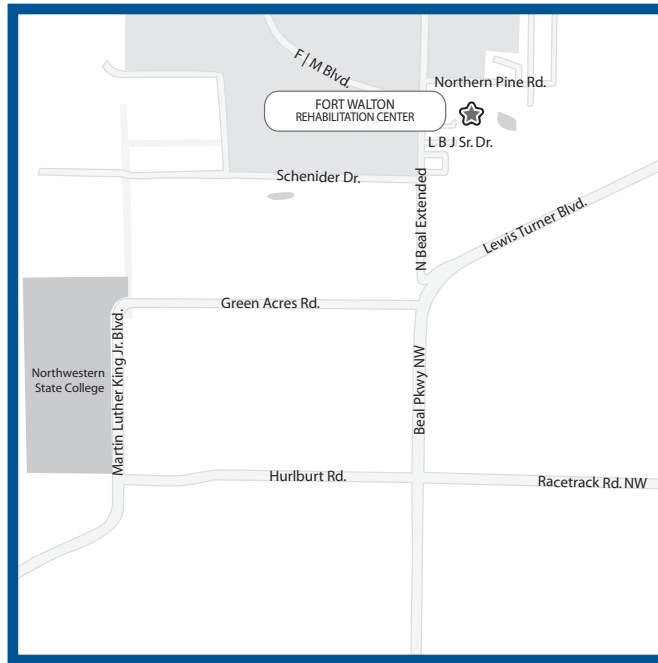 F | M Blvd.
Northern Pine Rd.
FORT WALTON
REHABILITATION CENTER
L B J Sr. Dr.
Schenider Dr.
N Beal Extended
Lewis Turner Blvd.
Green Acres Rd.
Martin Luther King Jr. Blvd.
Northwestern
State College
Beal Pkwy NW
Hurlburt Rd.
Racetrack Rd. NW